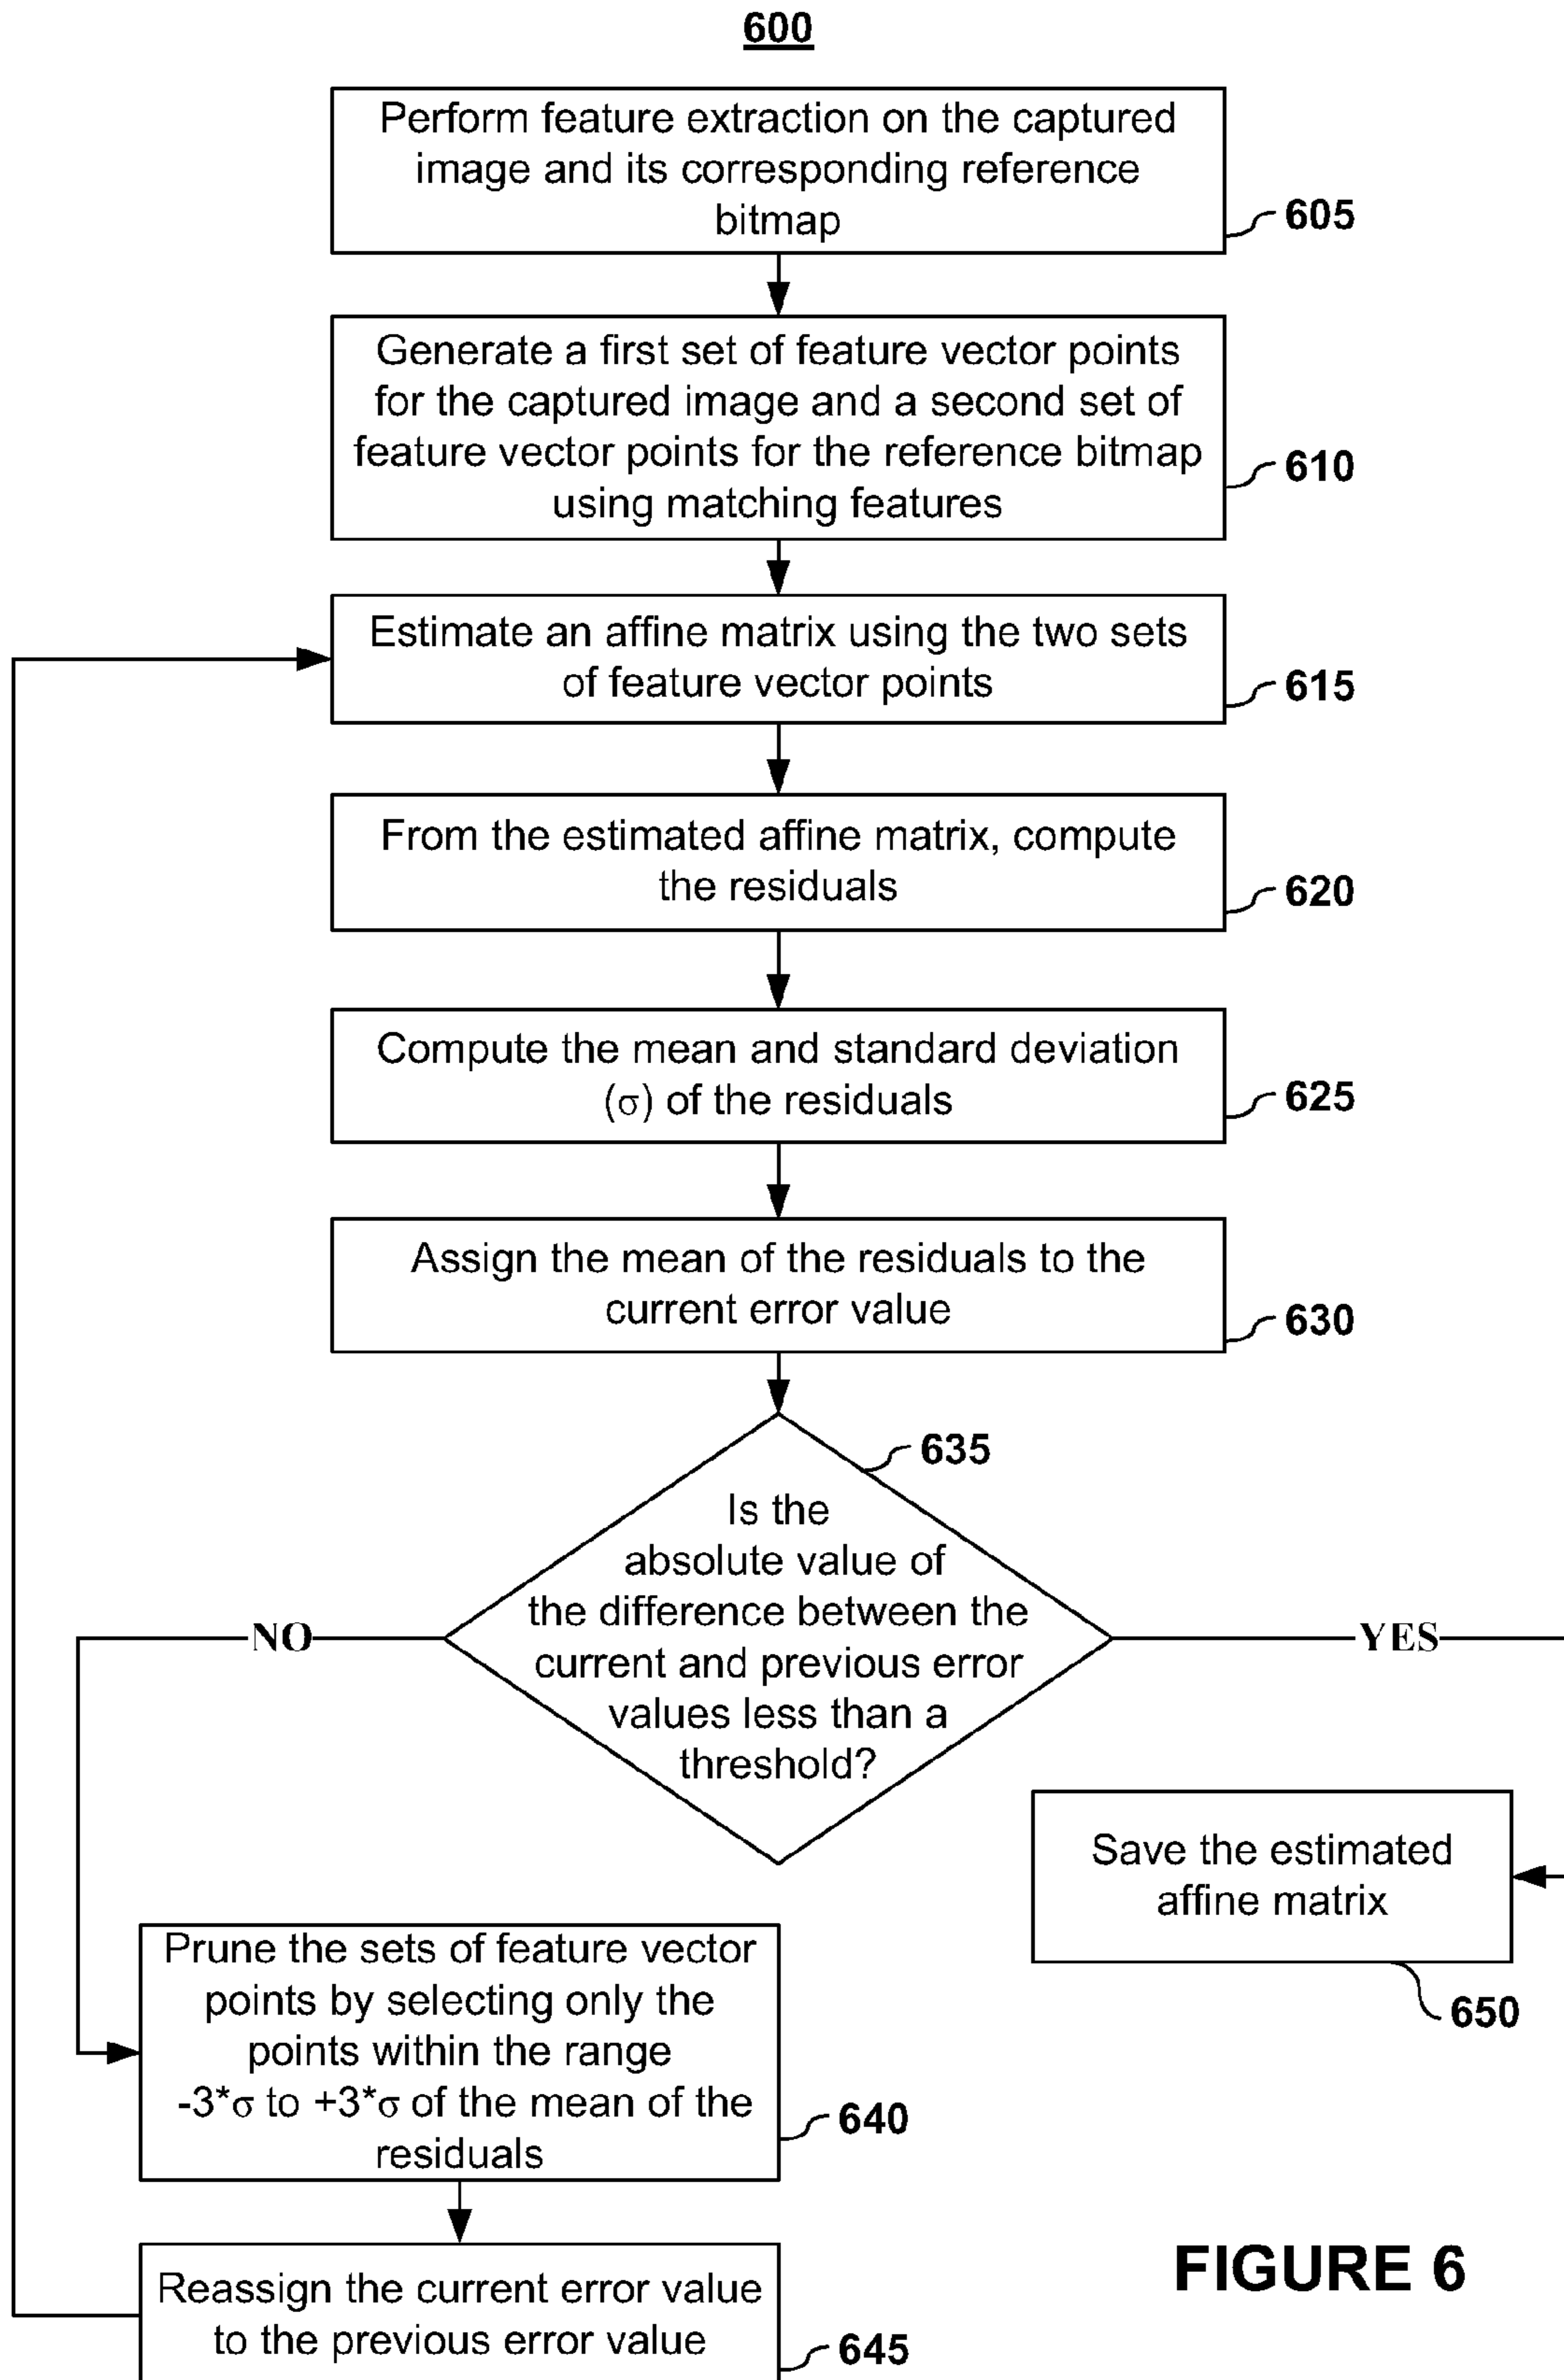 600
Perform feature extraction on the captured
image and its corresponding reference
bitmap
605
Generate a first set of feature vector points
for the captured image and a second set of
feature vector points for the reference bitmap
using matching features
610
Estimate an affine matrix using the two sets
of feature vector points
615
From the estimated affine matrix, compute
the residuals
620
Compute the mean and standard deviation
(σ) of the residuals
625
Assign the mean of the residuals to the
current error value
630
635
Is the
absolute value of
the difference between the
current and previous error
values less than a
threshold?
NO
YES
Save the estimated
affine matrix
650
Prune the sets of feature vector
points by selecting only the
points within the range
-3*σ to +3*σ of the mean of the
residuals
640
Reassign the current error value
to the previous error value
645
FIGURE 6